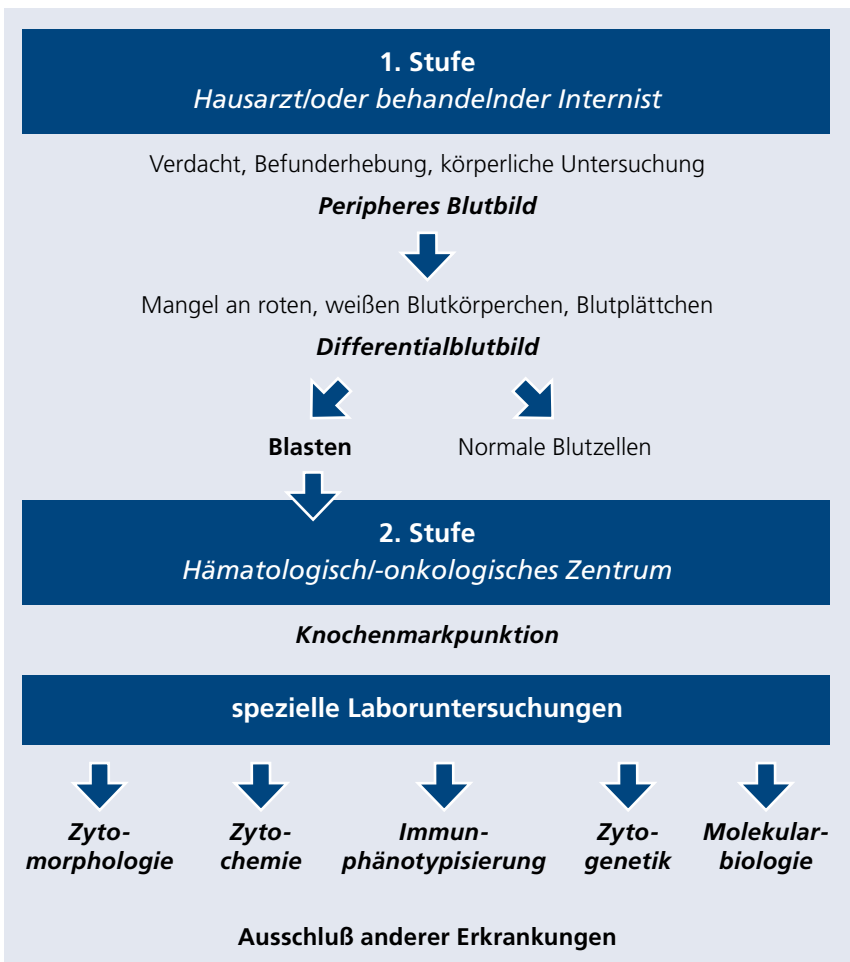 1. Stufe
Hausarzt/oder behandelnder Internist
Verdacht, Befunderhebung, körperliche Untersuchung
Peripheres Blutbild
Mangel an roten, weißen Blutkörperchen, Blutplättchen
Differentialblutbild
Blasten Normale Blutzellen
2. Stufe
Hämatologisch/-onkologisches Zentrum
Knochenmarkpunktion
spezielle Laboruntersuchungen
Zyto- Zyto- Immun- Zyto- Molekular-
morphologie chemie phänotypisierung genetik biologie
Ausschluß anderer Erkrankungen